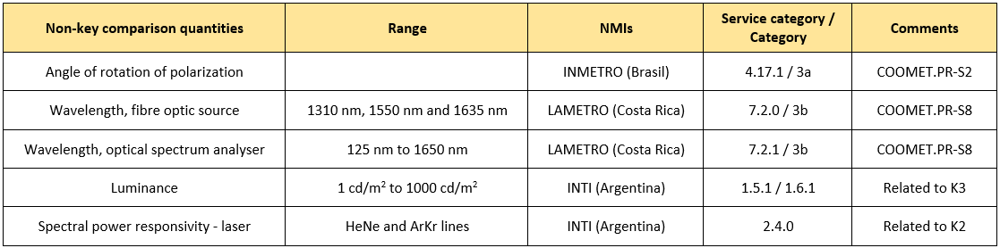 Non-key comparison quantities Range NMIs Service category / Category Comments
Angle of rotation of polarization INMETRO (Brasil) 4.17.1 / 3a COOMET.PR-S2
Wavelength, fibre optic source 1310 nm, 1550 nm and 1635 nm LAMETRO (Costa Rica) 7.2.0 / 3b COOMET.PR-S8
Wavelength, optical spectrum analyser 125 nm to 1650 nm LAMETRO (Costa Rica) 7.2.1 / 3b COOMET.PR-S8
Luminance 1 cd/m² to 1000 cd/m² INTI (Argentina) 1.5.1 / 1.6.1 Related to K3
Spectral power responsivity - laser HeNe and ArKr lines INTI (Argentina) 2.4.0 Related to K2